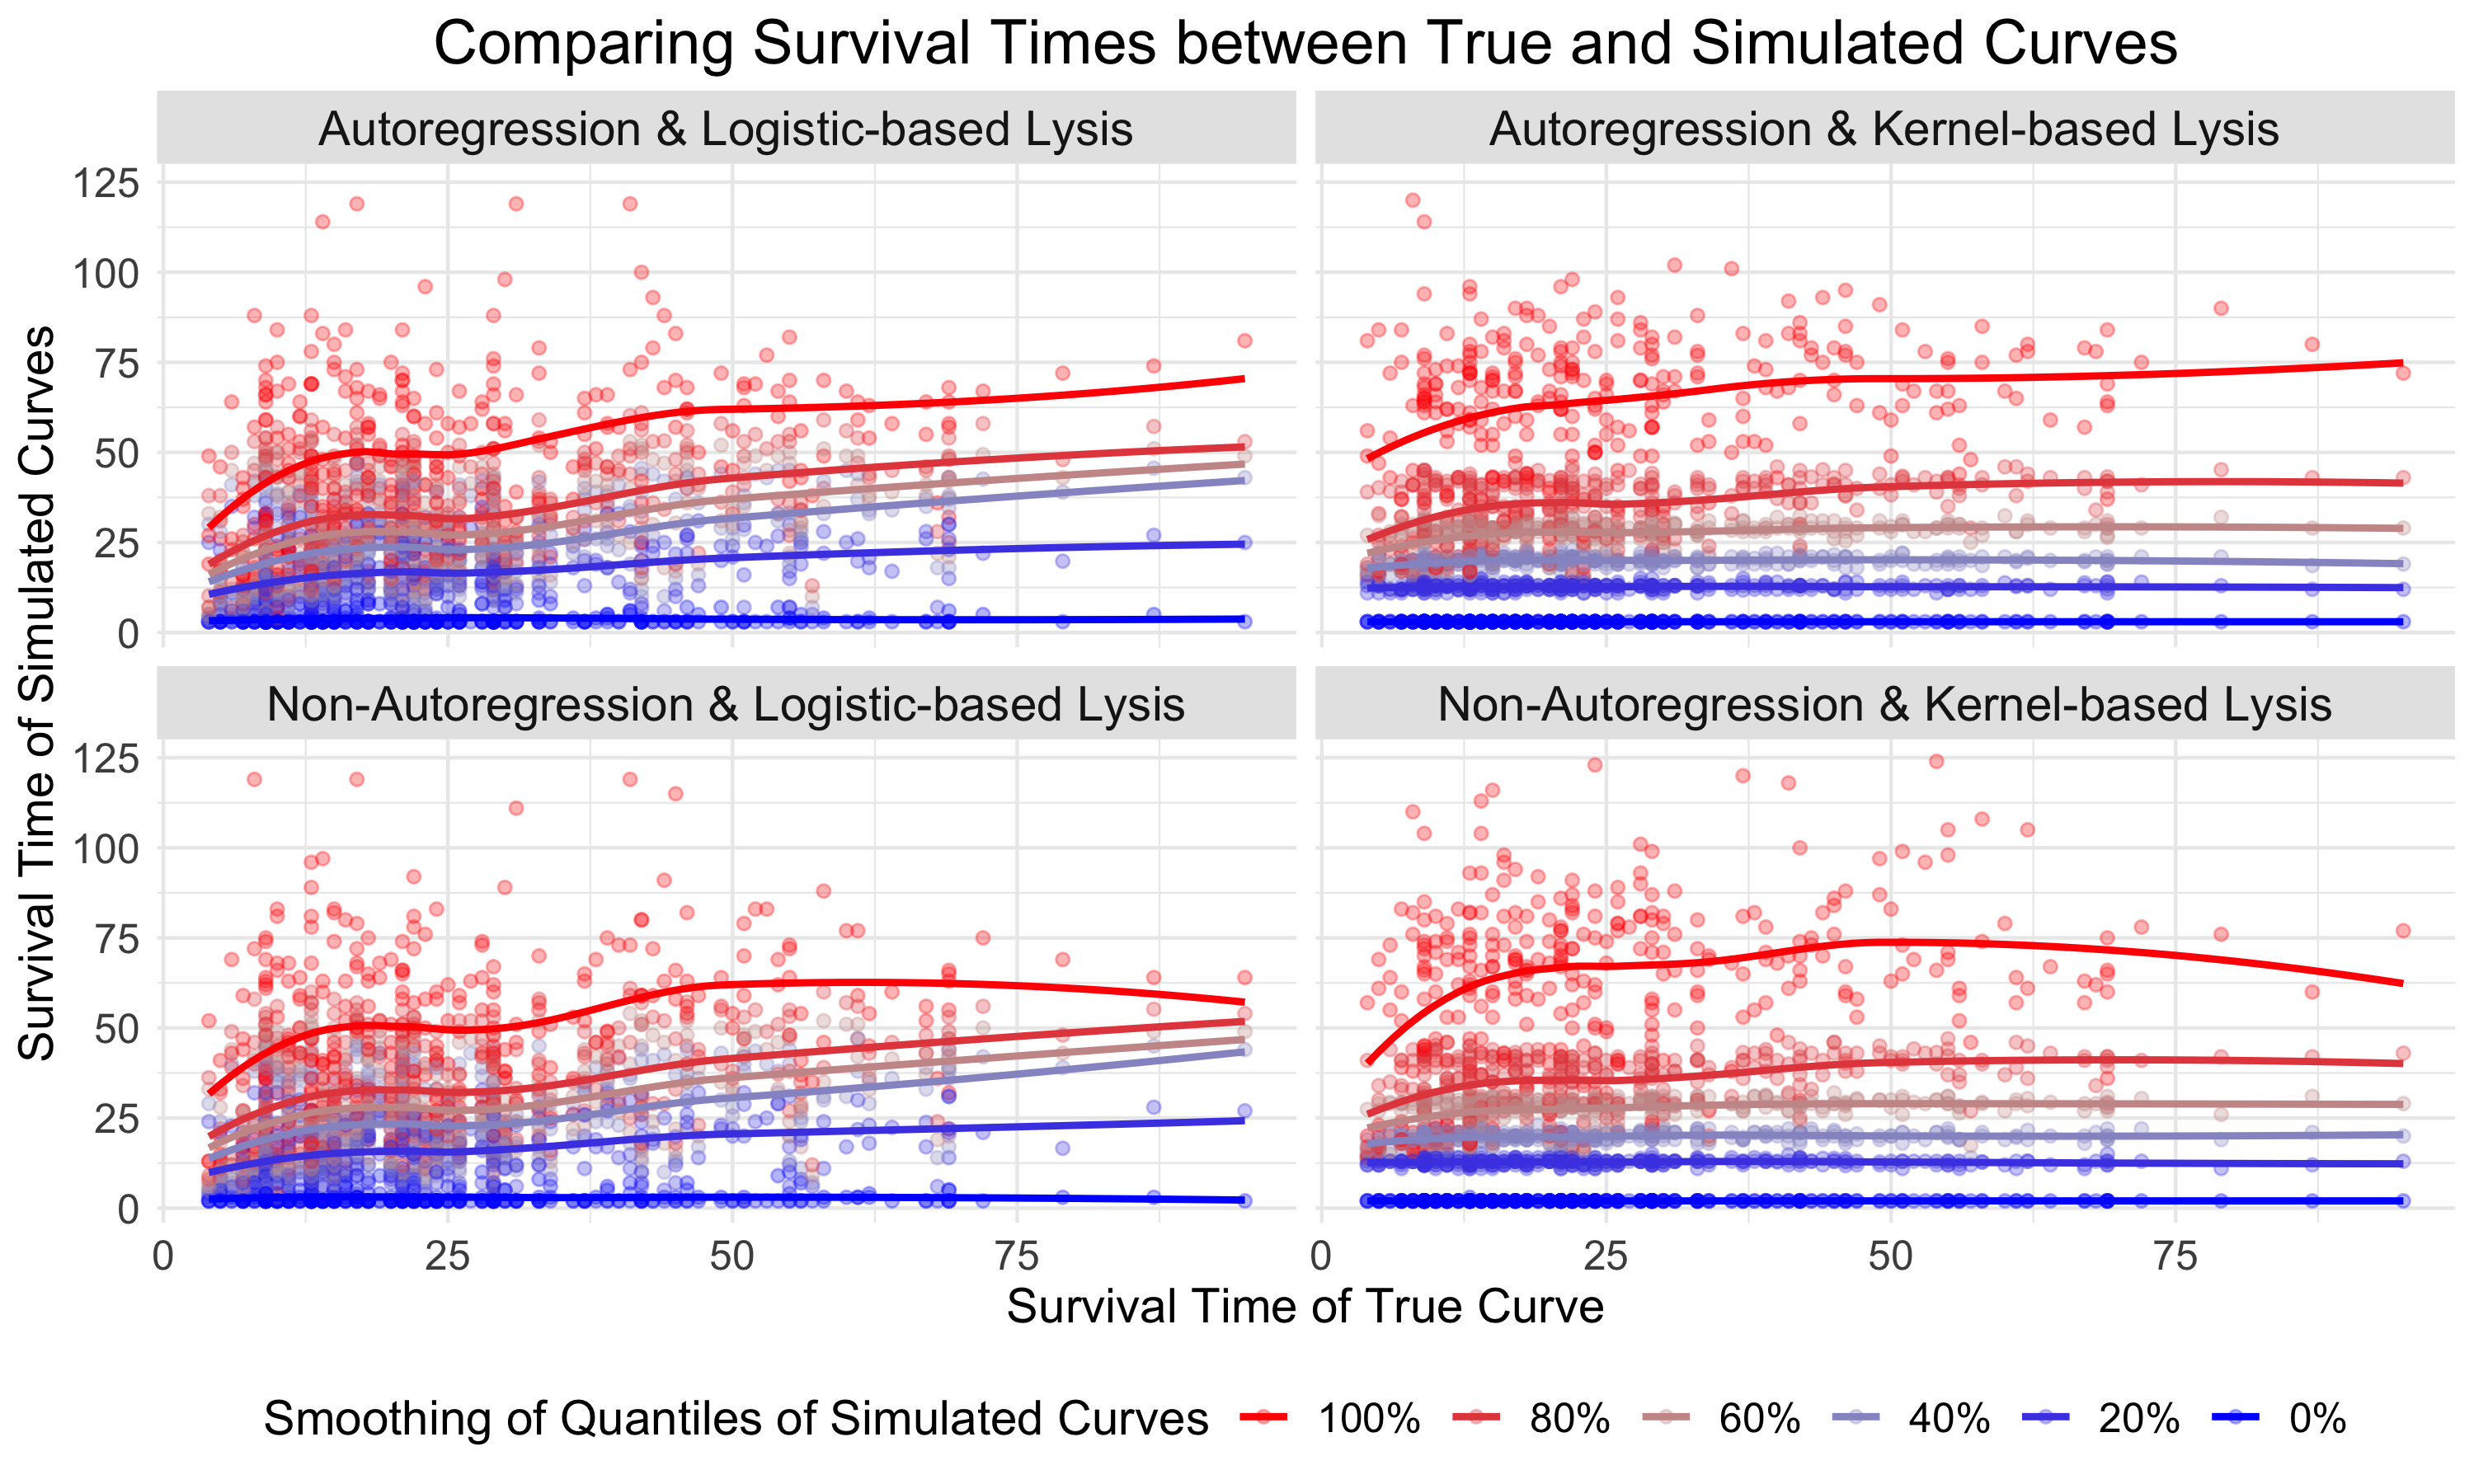 Comparing Survival Times between True and Simulated Curves
Autoregression & Logistic-based Lysis
Autoregression & Kernel-based Lysis
125
100
75
50
25
0
Non-Autoregression & Logistic-based Lysis
Non-Autoregression & Kernel-based Lysis
125
100
75
50
25
0
Survival Time of Simulated Curves
0 25 50 75
0 25 50 75
Survival Time of True Curve
Smoothing of Quantiles of Simulated Curves 100% 80% 60% 40% 20% 0%